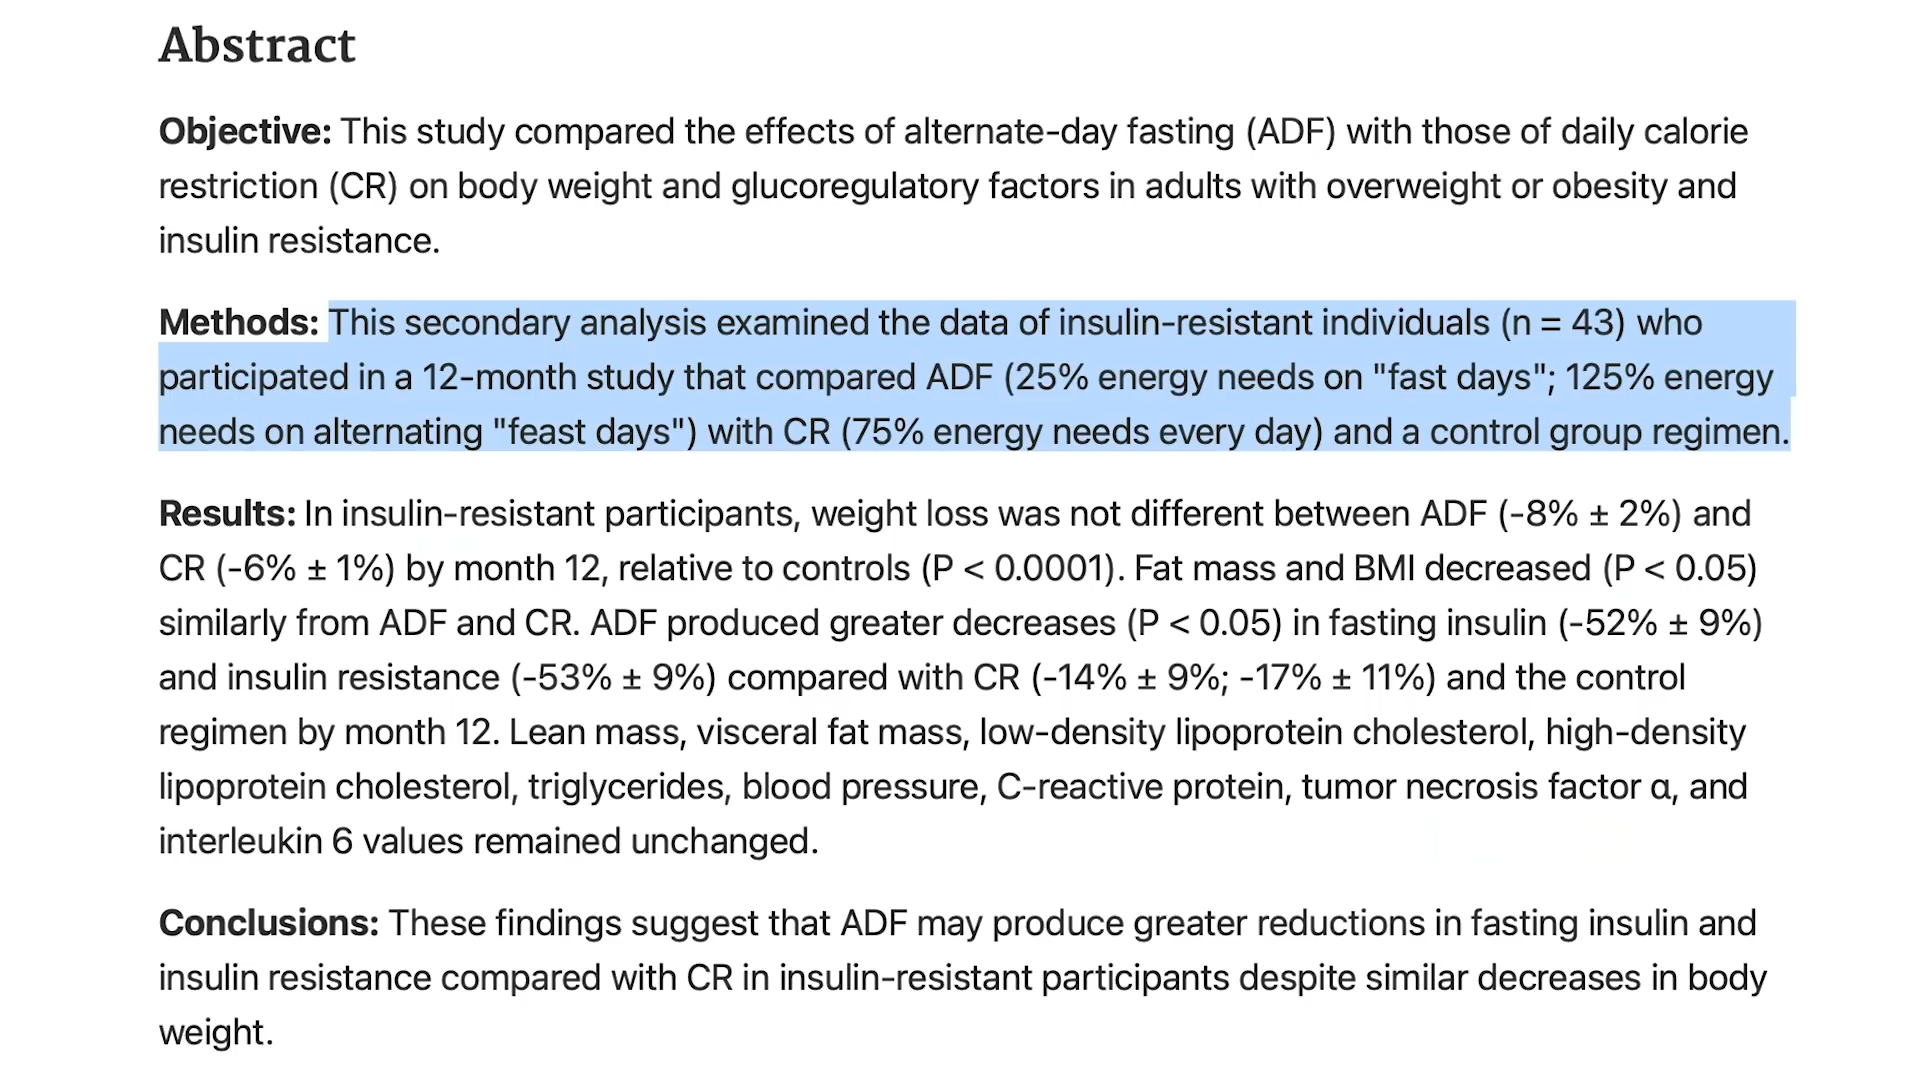 Abstract
Objective: This study compared the effects of alternate-day fasting (ADF) with those of daily calorie
restriction (CR) on body weight and glucoregulatory factors in adults with overweight or obesity and
insulin resistance.
Methods: This secondary analysis examined the data of insulin-resistant individuals (n = 43) who
participated in a 12-month study that compared ADF (25% energy needs on "fast days"; 125% energy
needs on alternating "feast days") with CR (75% energy needs every day) and a control group regimen.
Results: In insulin-resistant participants, weight loss was not different between ADF (-8% ± 2%) and
CR (-6% ± 1%) by month 12, relative to controls (P < 0.0001). Fat mass and BMI decreased (P < 0.05)
similarly from ADF and CR. ADF produced greater decreases (P < 0.05) in fasting insulin (-52% ± 9%)
and insulin resistance (-53% ± 9%) compared with CR (-14% ± 9%; -17% ± 11%) and the control
regimen by month 12. Lean mass, visceral fat mass, low-density lipoprotein cholesterol, high-density
lipoprotein cholesterol, triglycerides, blood pressure, C-reactive protein, tumor necrosis factor α, and
interleukin 6 values remained unchanged.
Conclusions: These findings suggest that ADF may produce greater reductions in fasting insulin and
insulin resistance compared with CR in insulin-resistant participants despite similar decreases in body
weight.